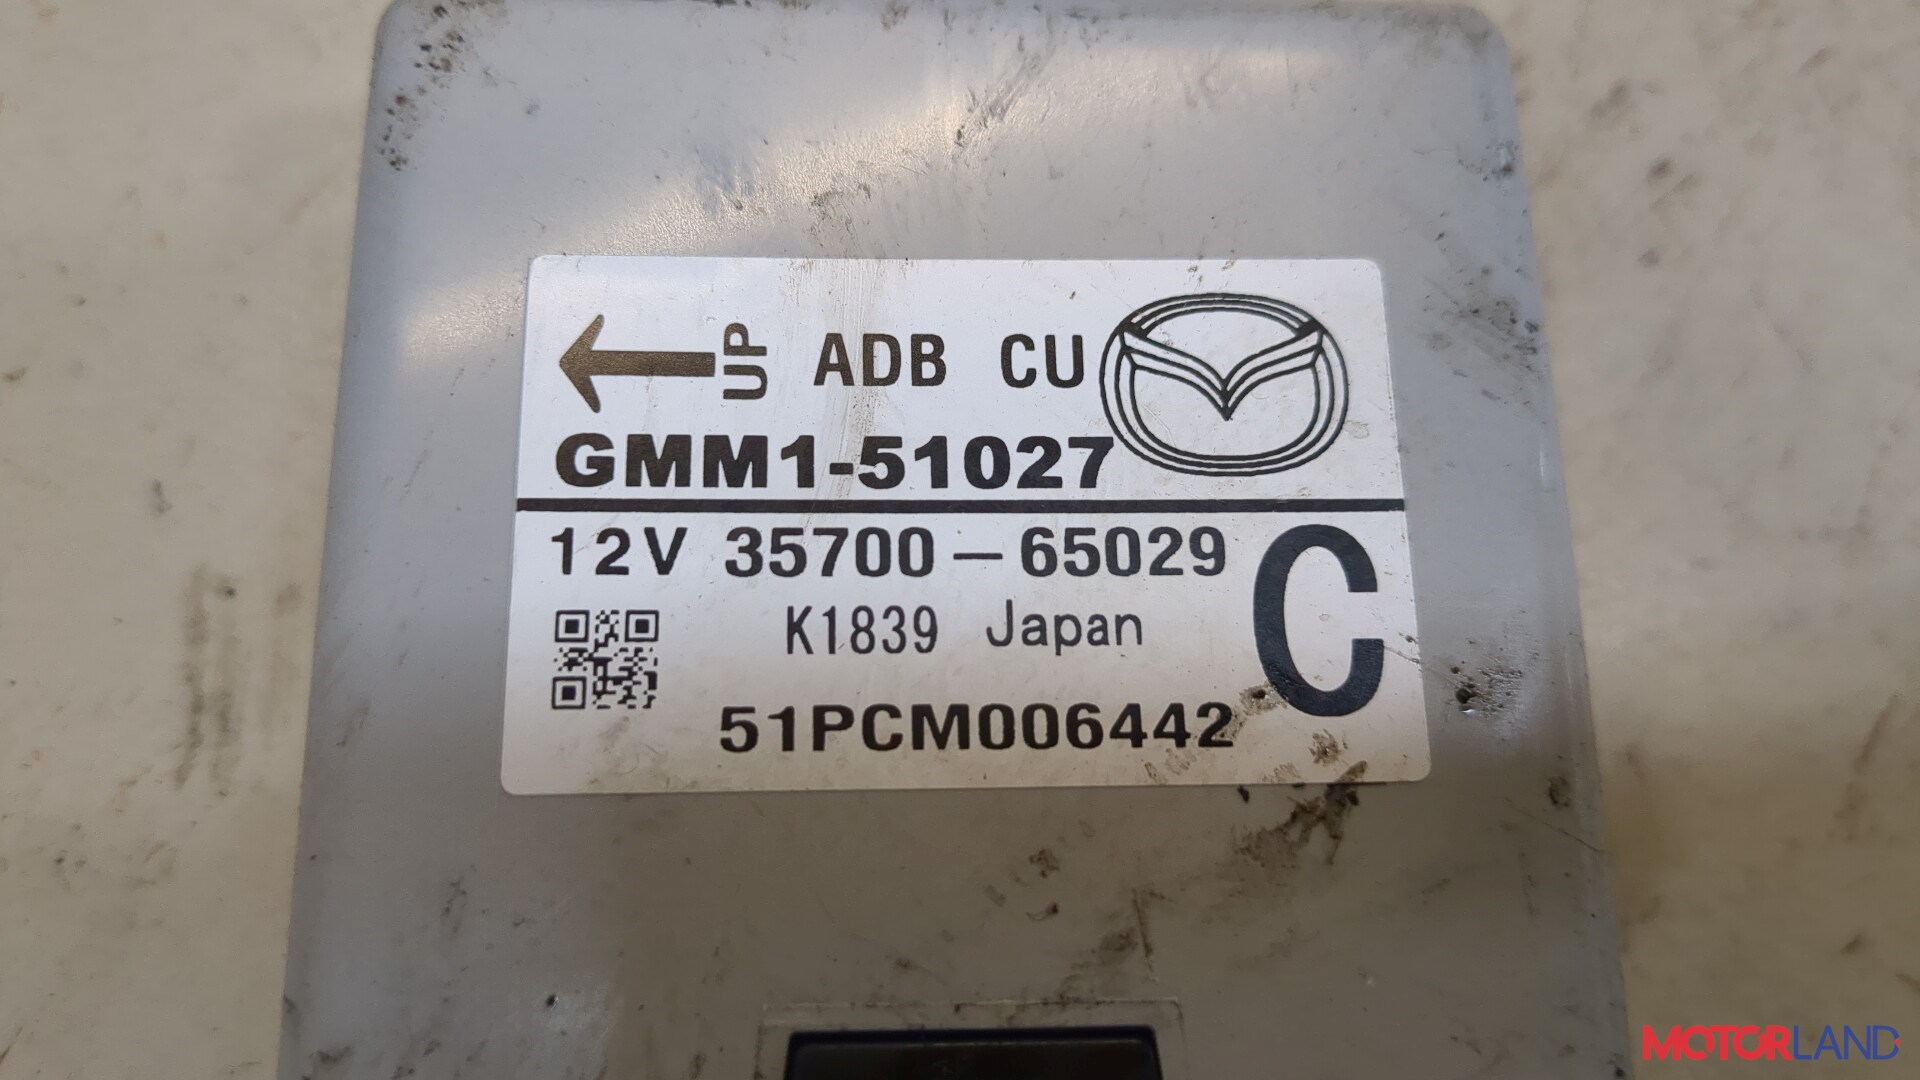 UP ADB CU
GMM1-51027
12V 35700-65029
C
K1839 Japan
51PCM006442
MOTORLAND